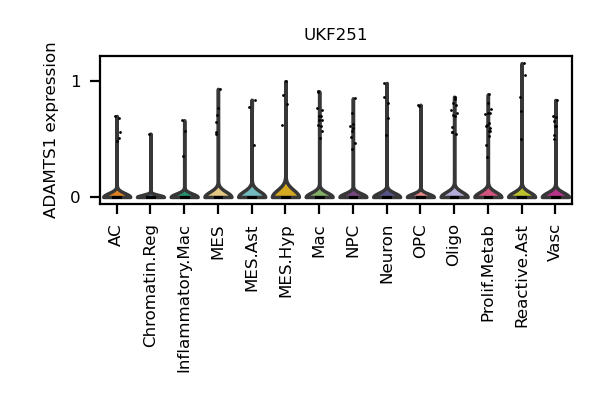 UKF251
ADAMTS1 expression
1
0
AC
Chromatin.Reg
Inflammatory.Mac
MES
MES.Ast
MES.Hyp
Mac
NPC
Neuron
OPC
Oligo
Prolif.Metab
Reactive.Ast
Vasc